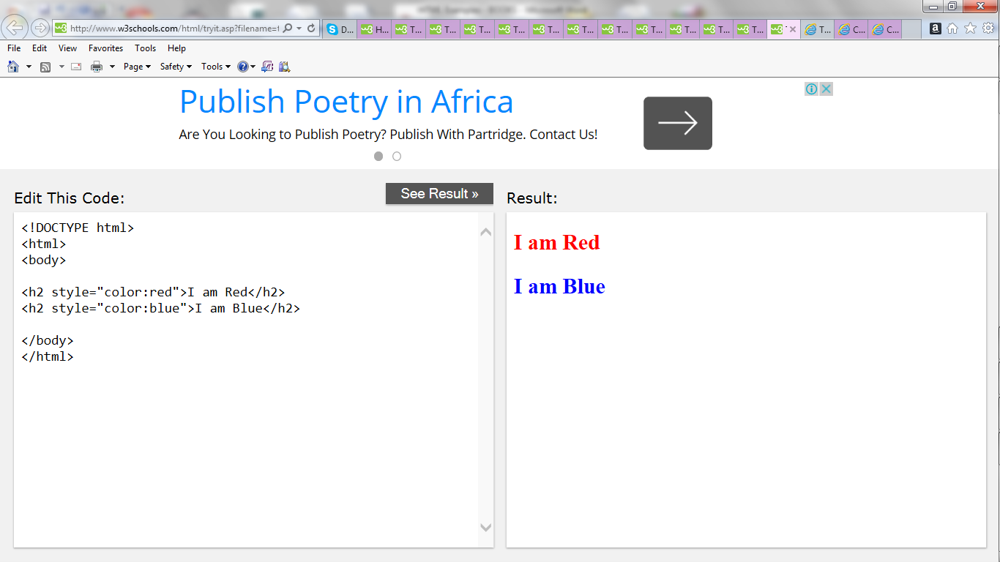 http://www.w3schools.com/html/tryit.asp?filename=
D... H... T... T... T... T... T... T... T... T... T... T... T... T... C... C...
File Edit View Favorites Tools Help
Page Safety Tools
Publish Poetry in Africa
Are You Looking to Publish Poetry? Publish With Partridge. Contact Us!
Edit This Code:
See Result »
Result:
<!DOCTYPE html>
<html>
<body>
<h2 style="color:red">I am Red</h2>
<h2 style="color:blue">I am Blue</h2>
</body>
</html>
I am Red
I am Blue